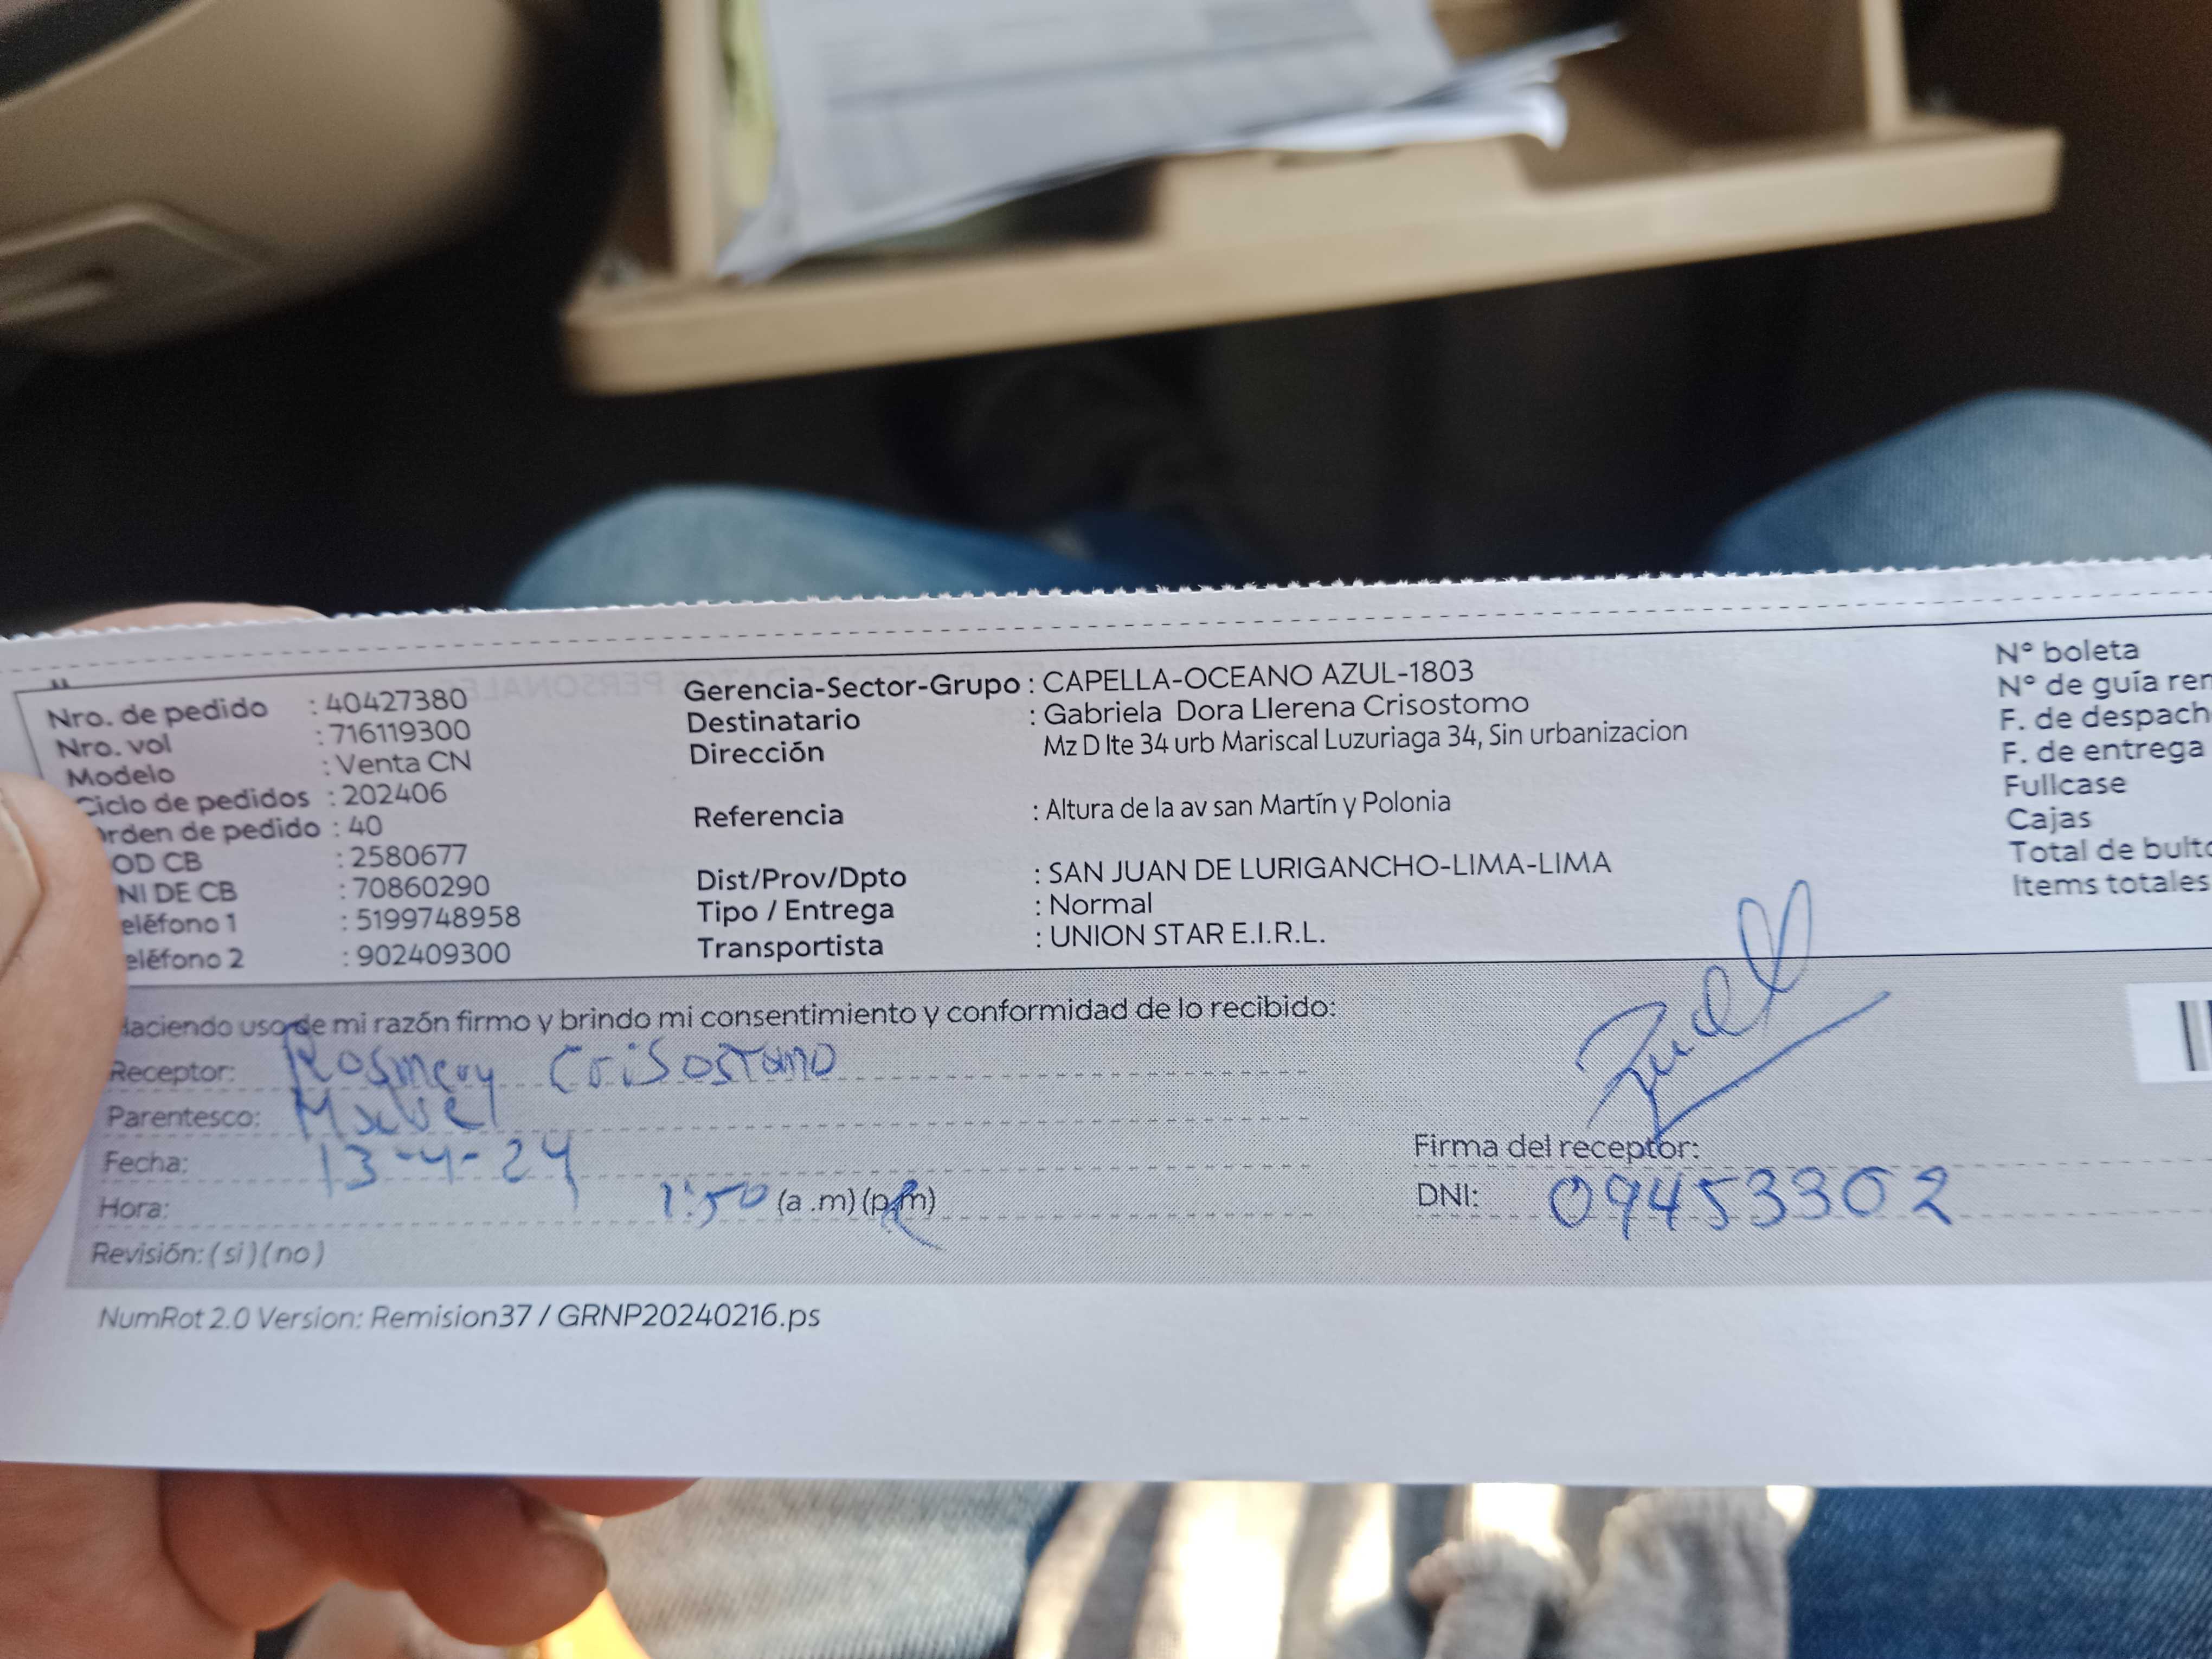 Nro. de pedido : 40427380
Nro. vol : 716119300
Modelo : Venta CN
Ciclo de pedidos : 202406
Orden de pedido : 40
OD CB : 2580677
NI DE CB : 70860290
eléfono 1 : 5199748958
eléfono 2 : 902409300
Gerencia-Sector-Grupo : CAPELLA-OCEANO AZUL-1803
Destinatario : Gabriela Dora Llerena Crisostomo
Dirección Mz D lte 34 urb Mariscal Luzuriaga 34, Sin urbanizacion
Referencia : Altura de la av san Martín y Polonia
Dist/Prov/Dpto : SAN JUAN DE LURIGANCHO-LIMA-LIMA
Tipo / Entrega : Normal
Transportista : UNION STAR E.I.R.L.
N° boleta
N° de guía rem
F. de despach
F. de entrega
Fullcase
Cajas
Total de bulto
Items totales
Haciendo uso de mi razón firmo y brindo mi consentimiento y conformidad de lo recibido:
Receptor: Rosmery Crisostomo
Parentesco:
Fecha: 13-4-24
Hora: 1:50 (a .m) (p.m)
Revisión: ( si ) ( no )
Firma del receptor:
DNI: 09453302
NumRot 2.0 Version: Remision37 / GRNP20240216.ps